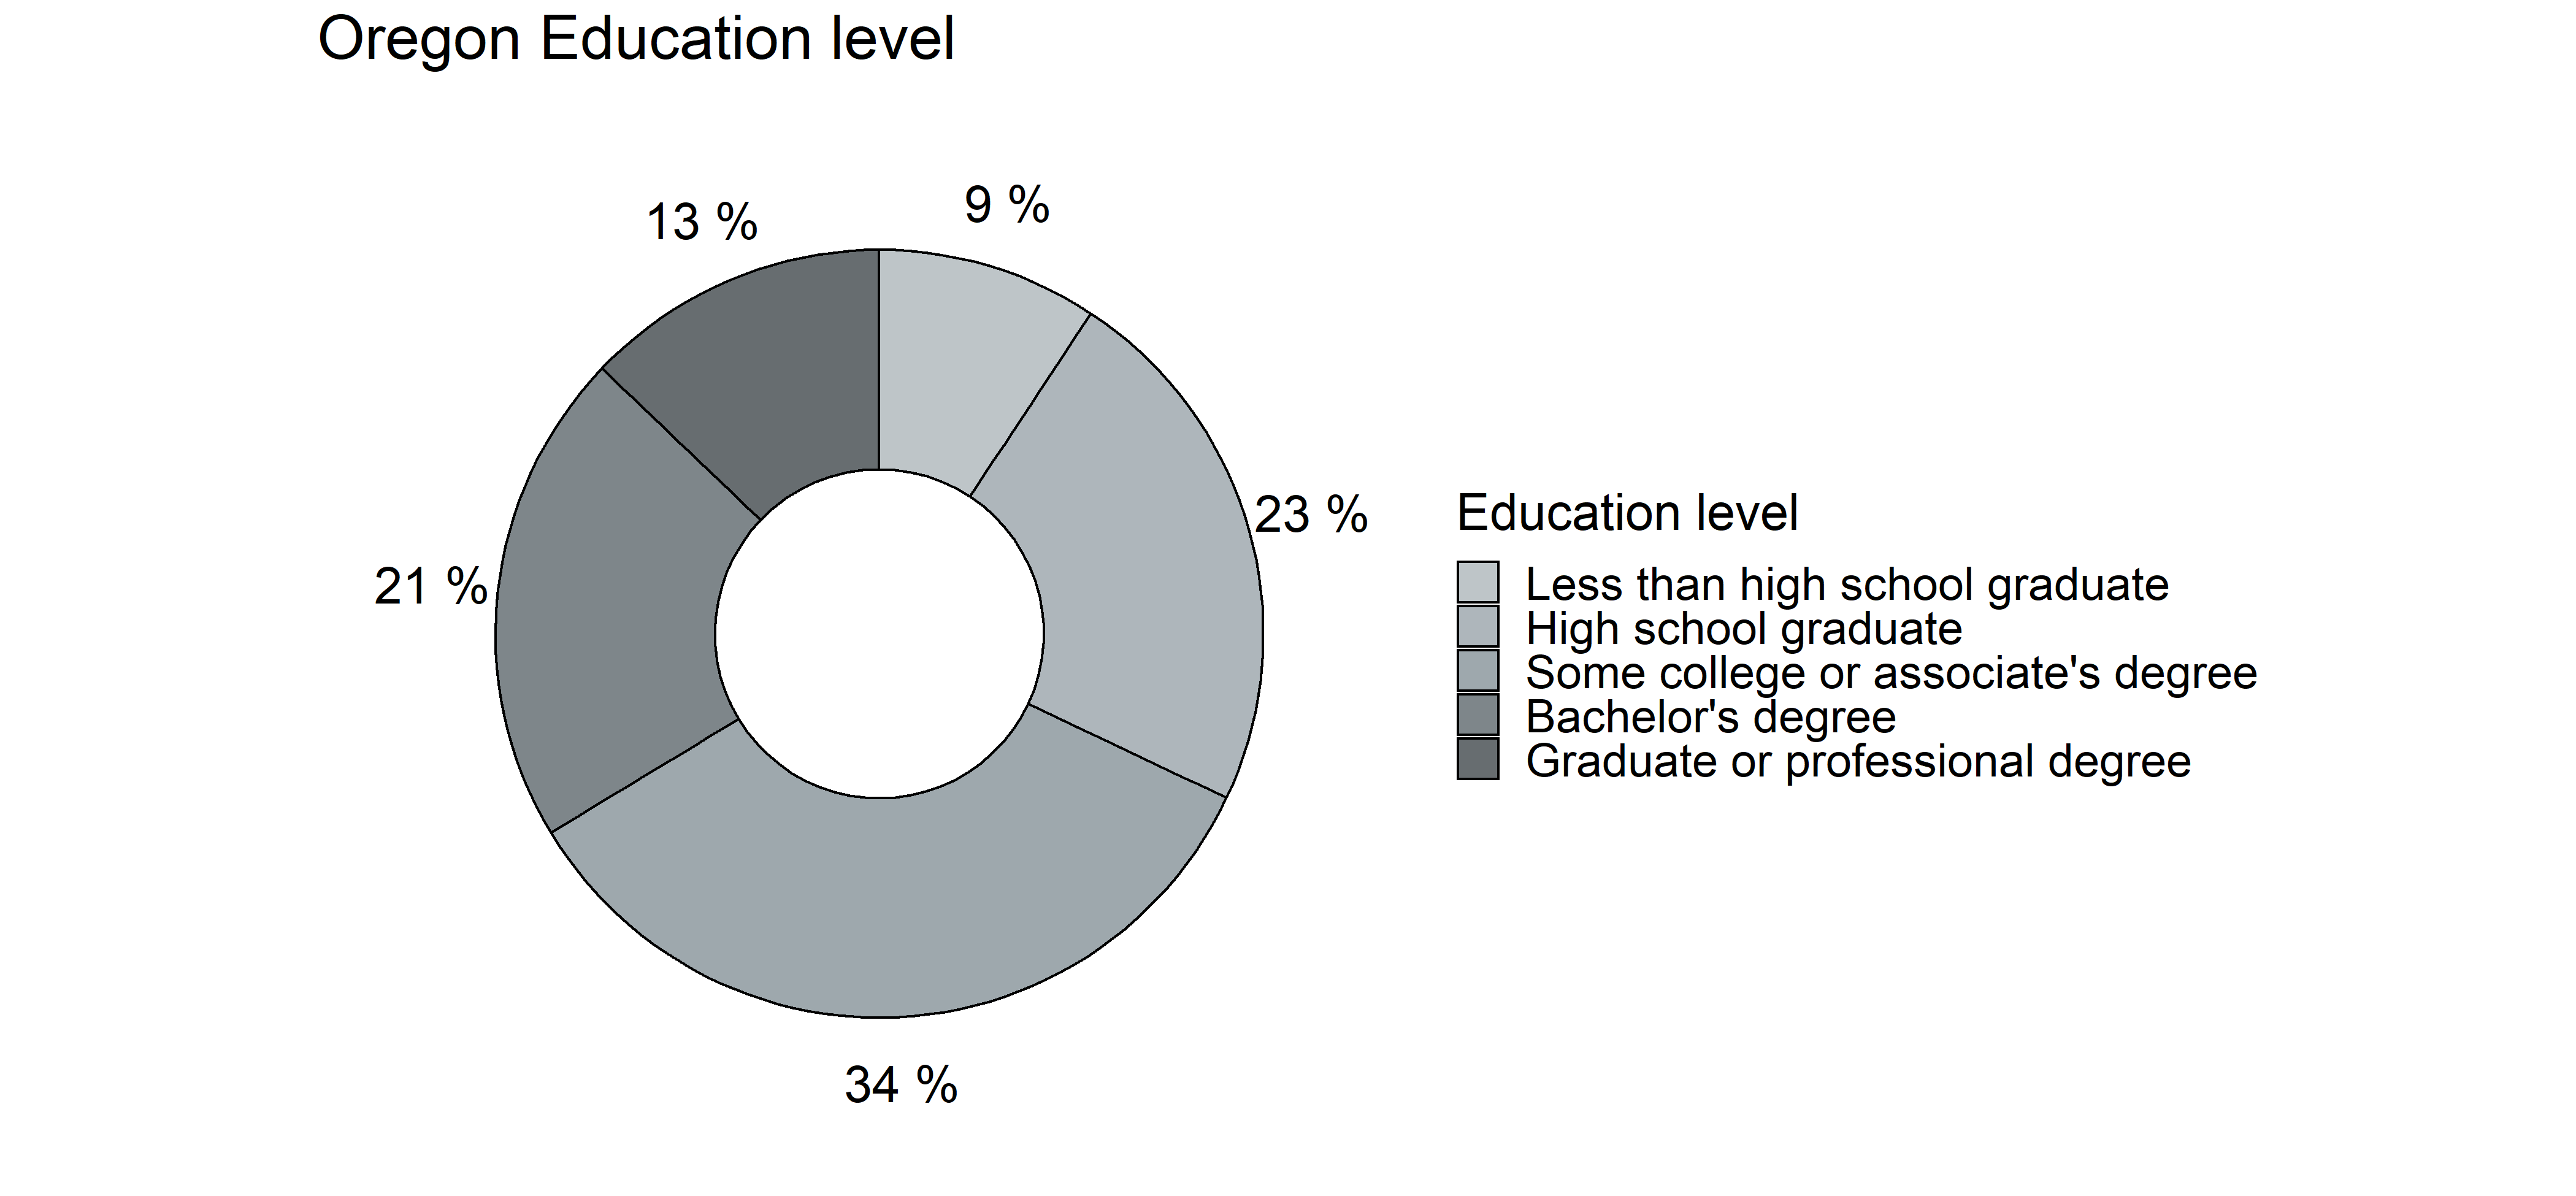 Oregon Education level
13 %
9 %
23 %
21 %
34 %
Education level
Less than high school graduate
High school graduate
Some college or associate's degree
Bachelor's degree
Graduate or professional degree